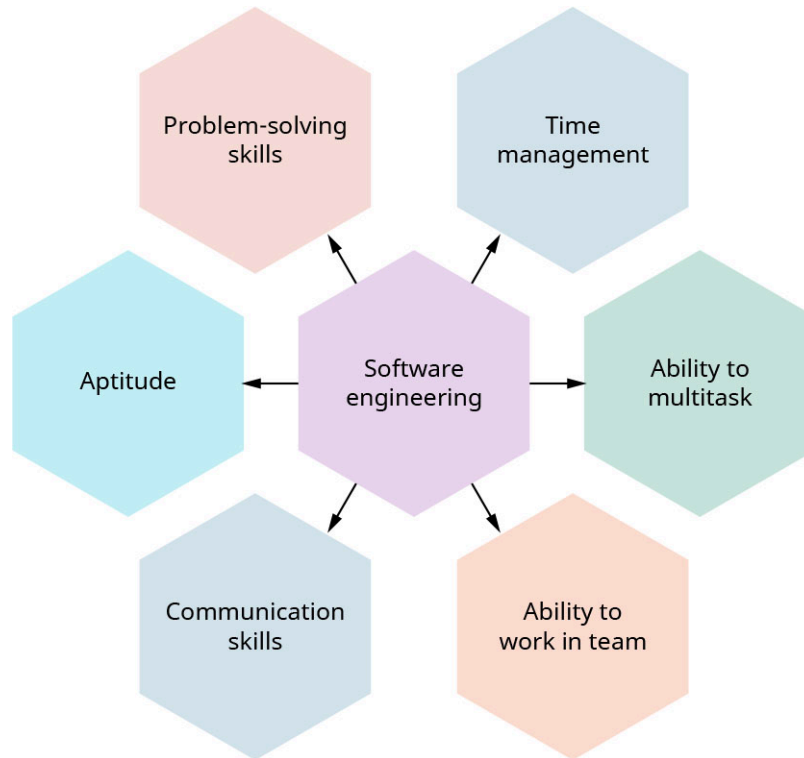 Problem-solving
skills
Time
management
Aptitude
Software
engineering
Ability to
multitask
Communication
skills
Ability to
work in team